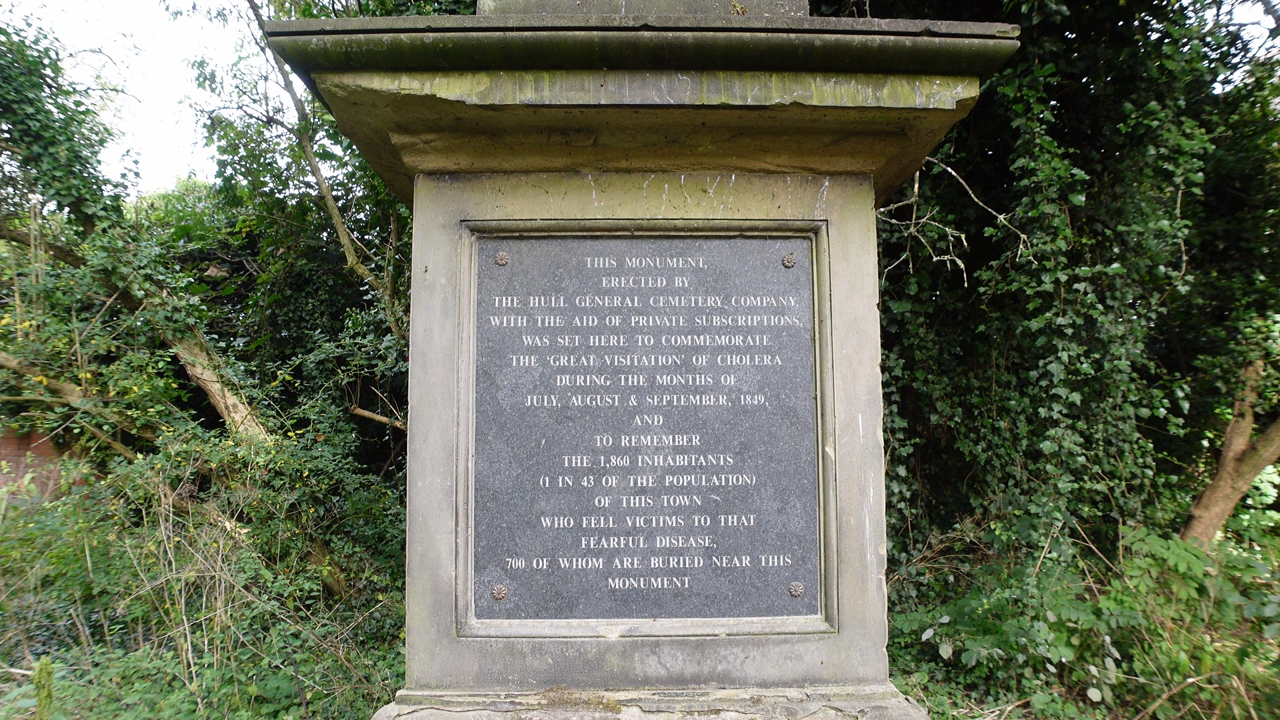 THIS MONUMENT,
ERECTED BY
THE HULL GENERAL CEMETERY COMPANY,
WITH THE AID OF PRIVATE SUBSCRIPTIONS,
WAS SET HERE TO COMMEMORATE
THE 'GREAT VISITATION' OF CHOLERA
DURING THE MONTHS OF
JULY, AUGUST & SEPTEMBER, 1849,
AND
TO REMEMBER
THE 1,860 INHABITANTS
(1 IN 43 OF THE POPULATION)
OF THIS TOWN
WHO FELL VICTIMS TO THAT
FEARFUL DISEASE,
700 OF WHOM ARE BURIED NEAR THIS
MONUMENT